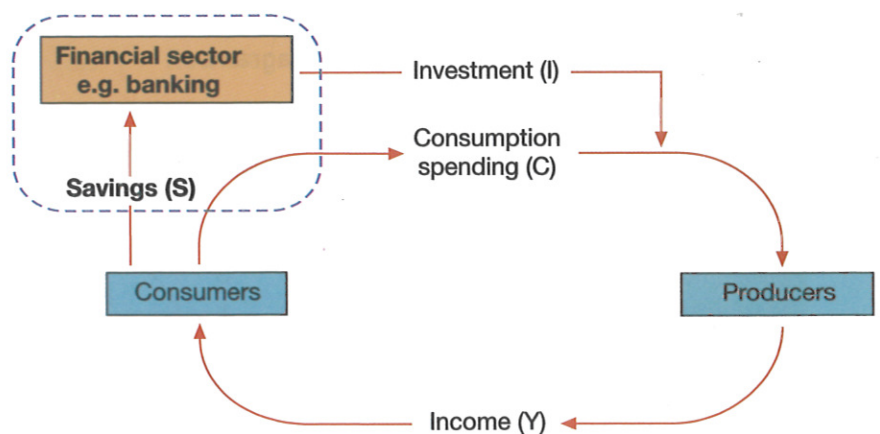 Financial sector
e.g. banking
Investment (I)
Consumption
spending (C)
Savings (S)
Consumers
Producers
Income (Y)